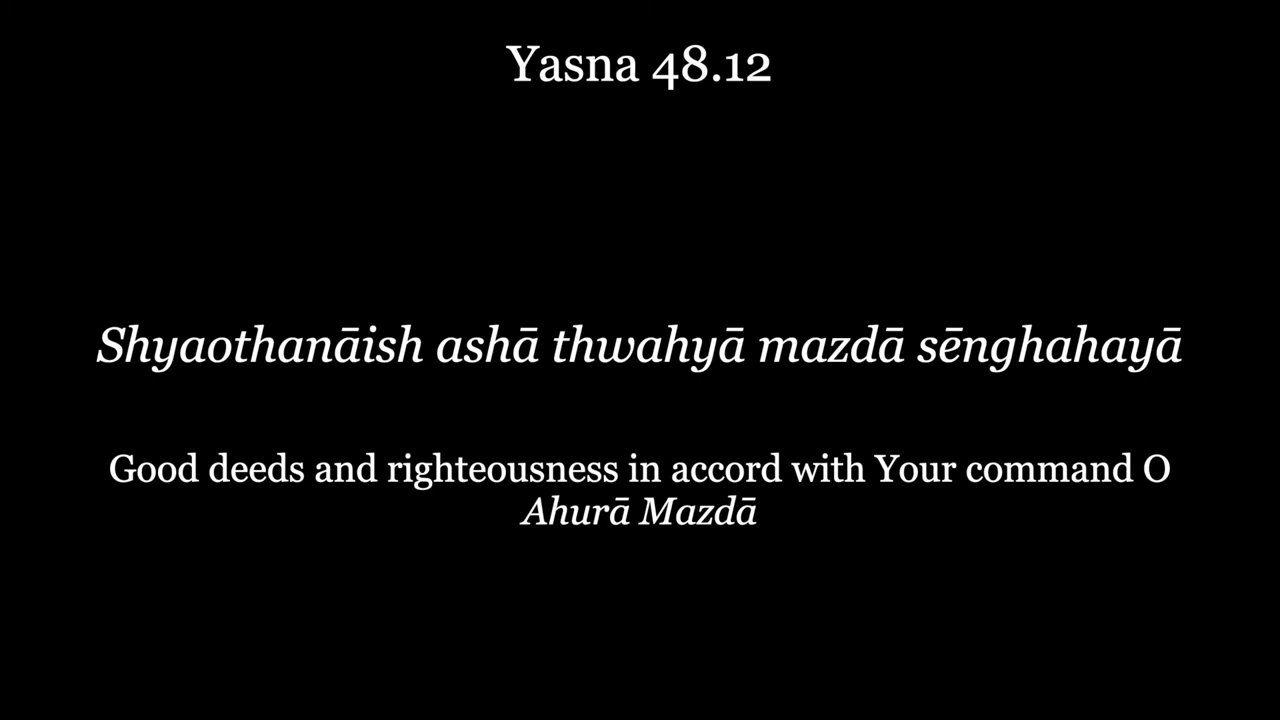 Yasna 48.12
Shyaothanāish ashā thwahyā mazdā sēnghahayā
Good deeds and righteousness in accord with Your command O
Ahurā Mazdā